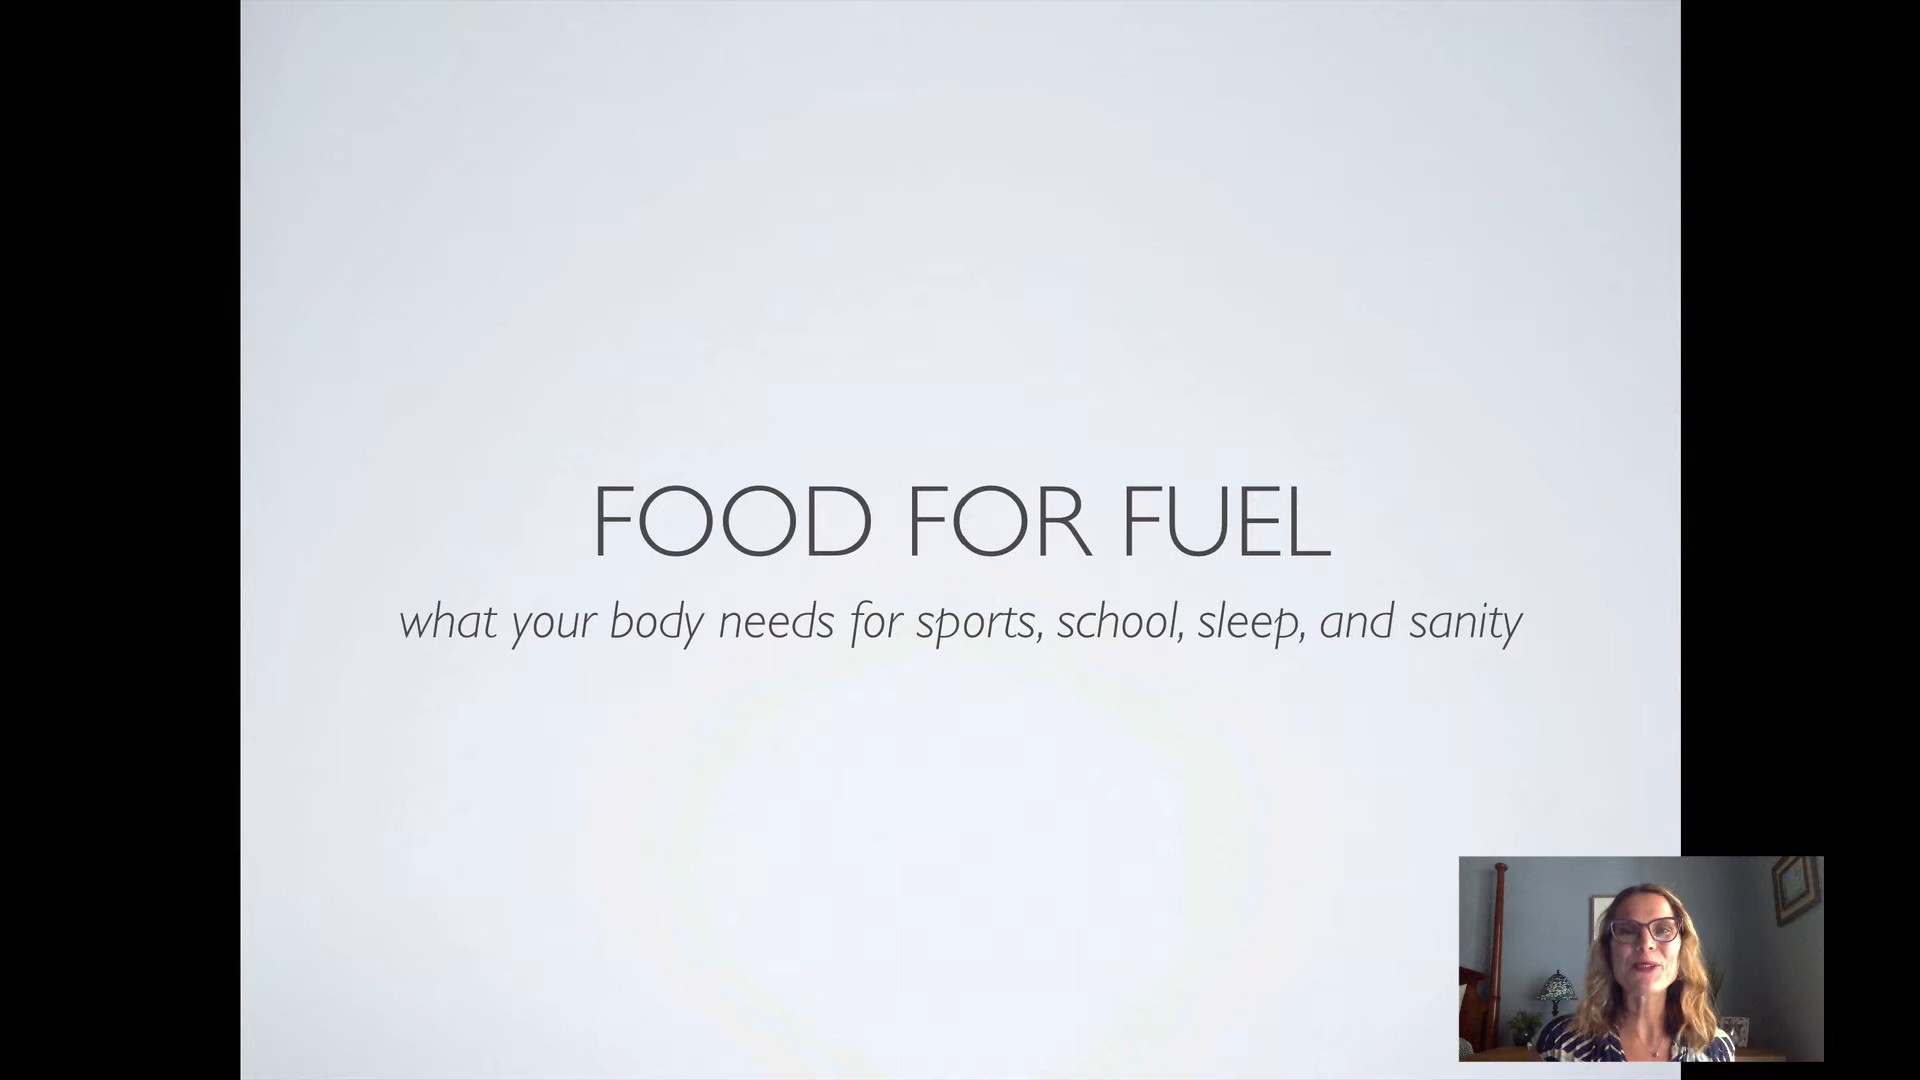 FOOD FOR FUEL
what your body needs for sports, school, sleep, and sanity